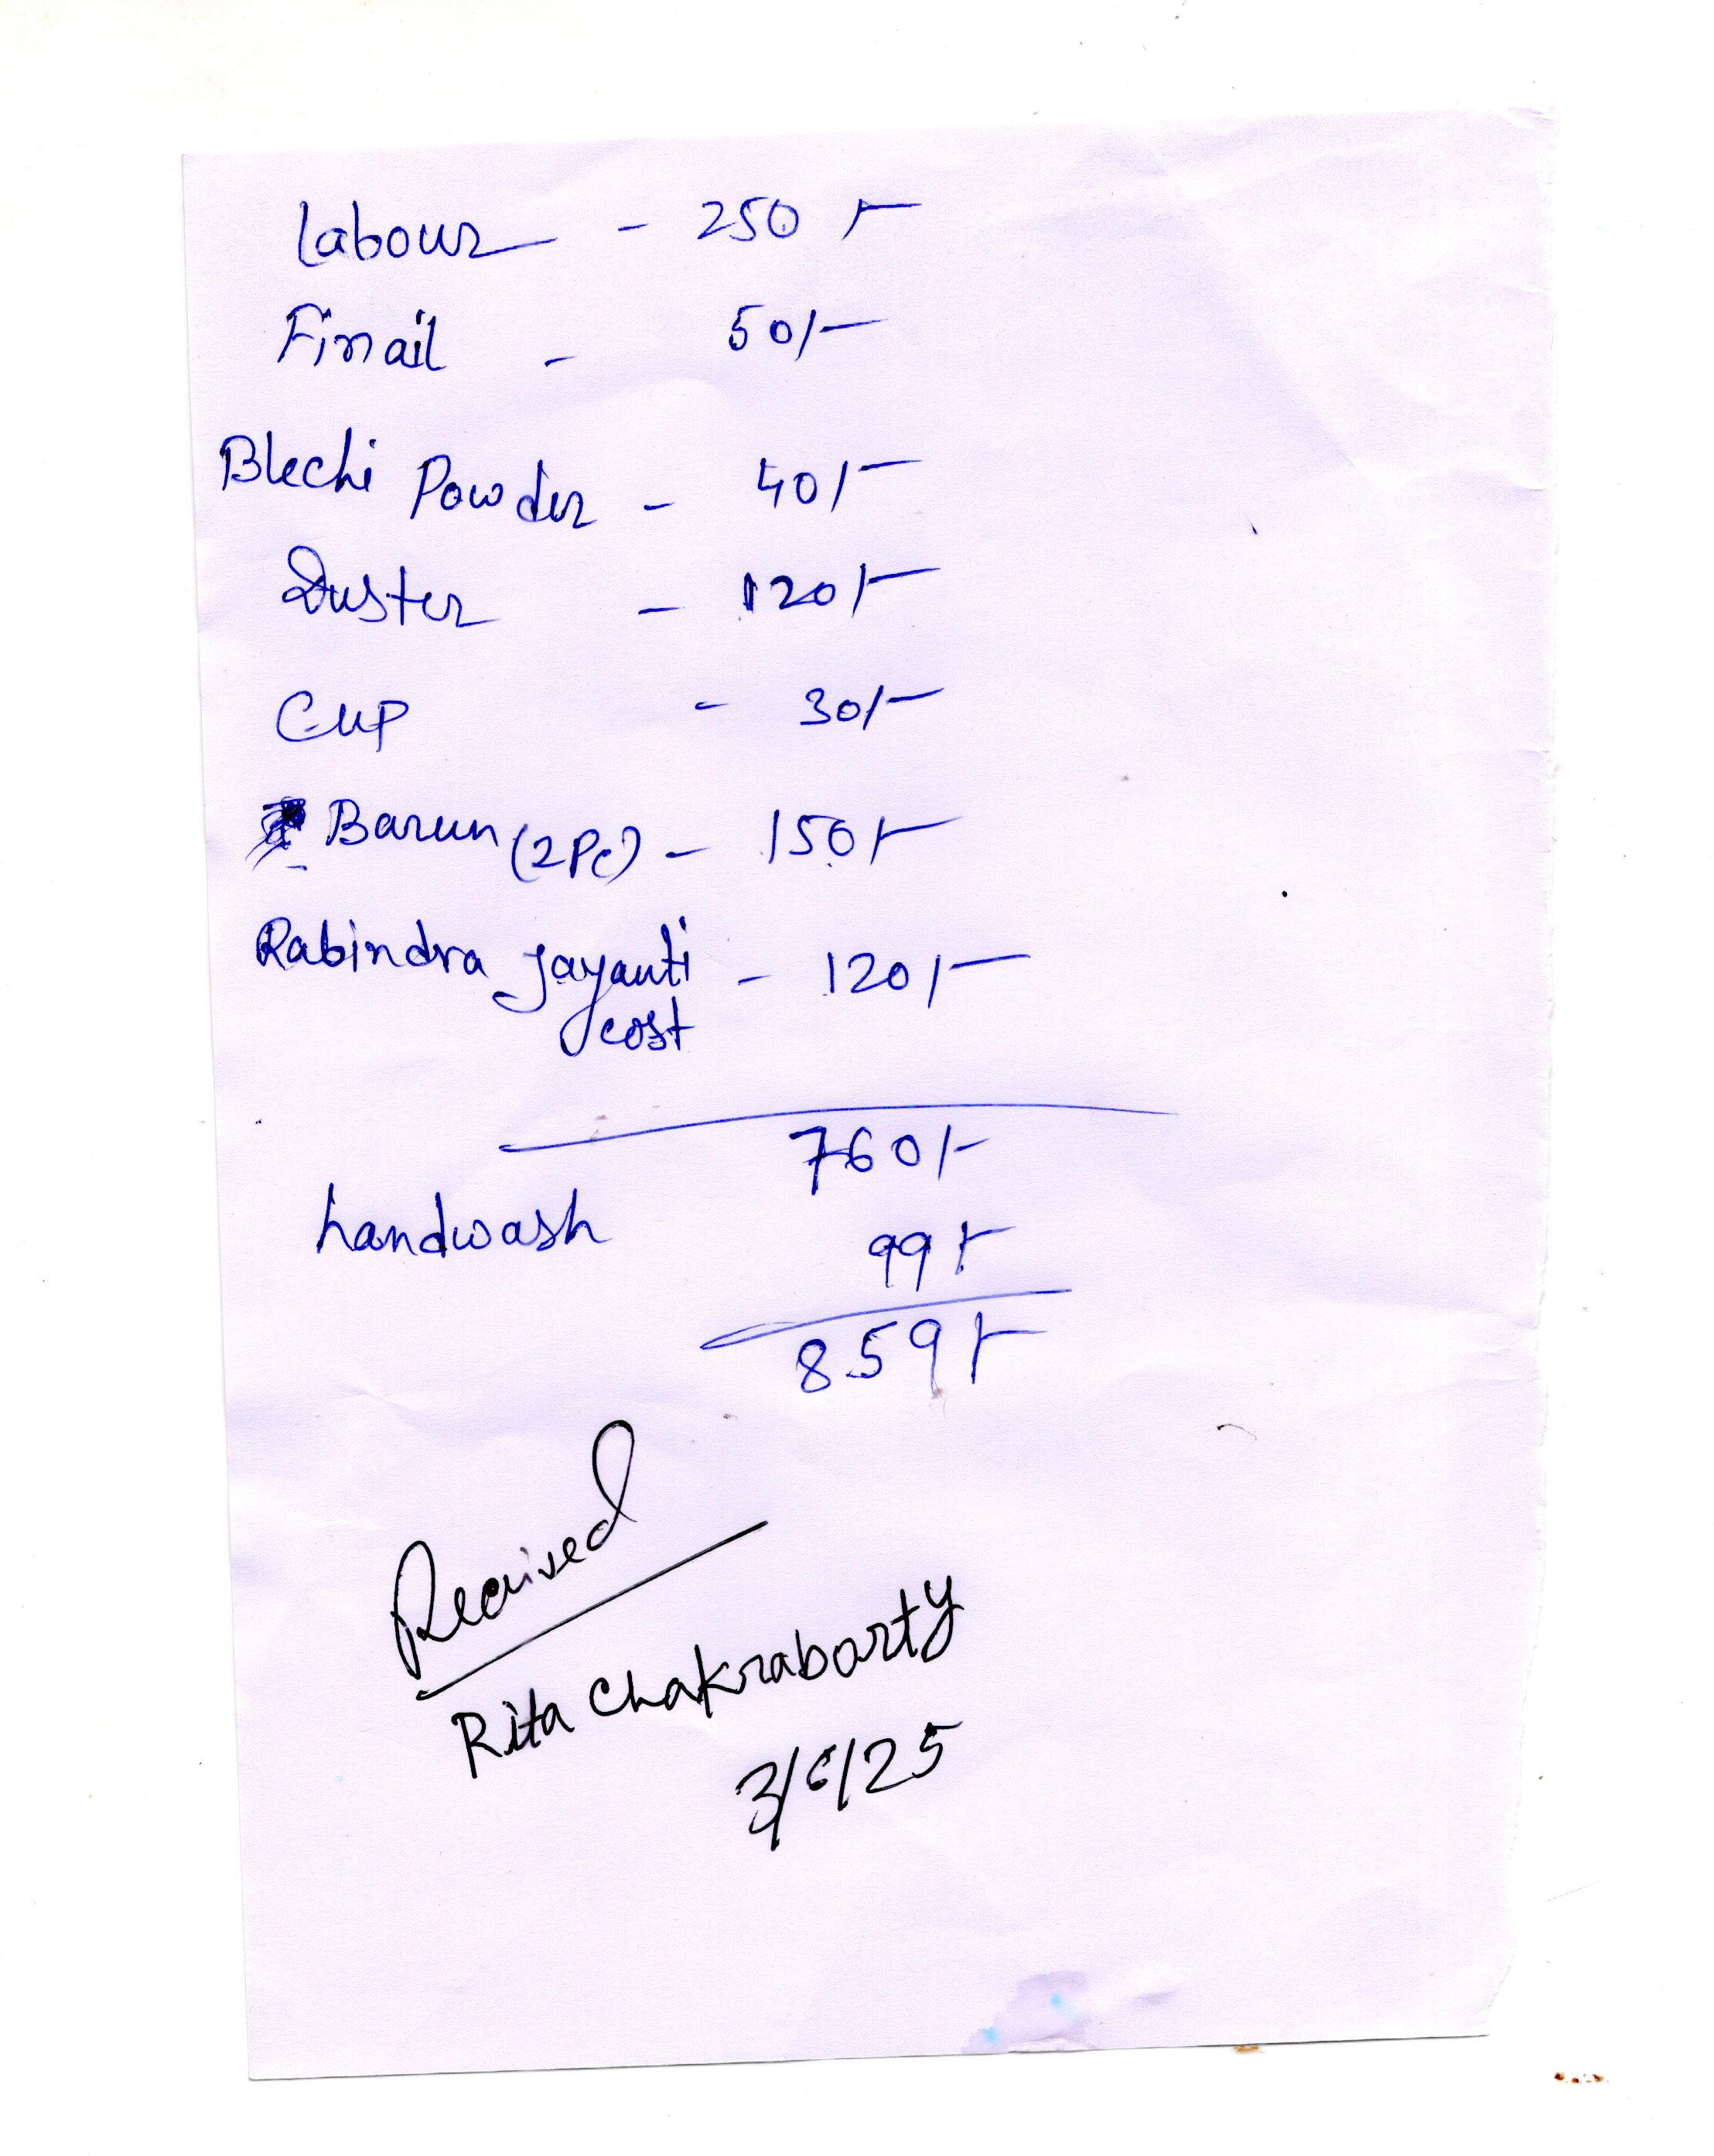 Labour - 250/-
Finail - 50/-
Blechi Powder - 40/-
Duster - 120/-
Cup - 30/-
Barun (2Pc) - 150/-
Rabindra Jayanti - 120/-
cost
760/-
handwash 99/-
859/-
Received
Rita Chakraborty
3/6/25